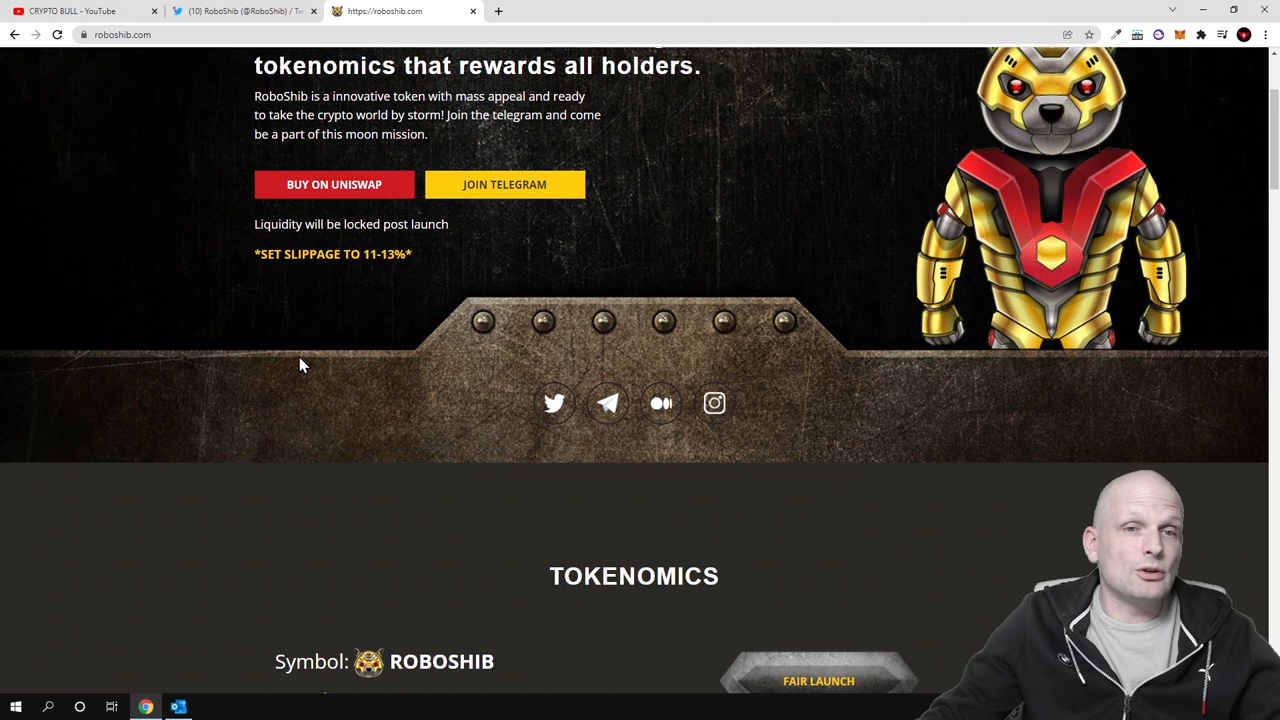 CRYPTO BULL - YouTube
(10) RoboShib (@RoboShib) / Tw
https://roboshib.com
roboshib.com
tokenomics that rewards all holders.
RoboShib is a innovative token with mass appeal and ready
to take the crypto world by storm! Join the telegram and come
be a part of this moon mission.
BUY ON UNISWAP
JOIN TELEGRAM
Liquidity will be locked post launch
*SET SLIPPAGE TO 11-13%*
TOKENOMICS
Symbol: ROBOSHIB
FAIR LAUNCH